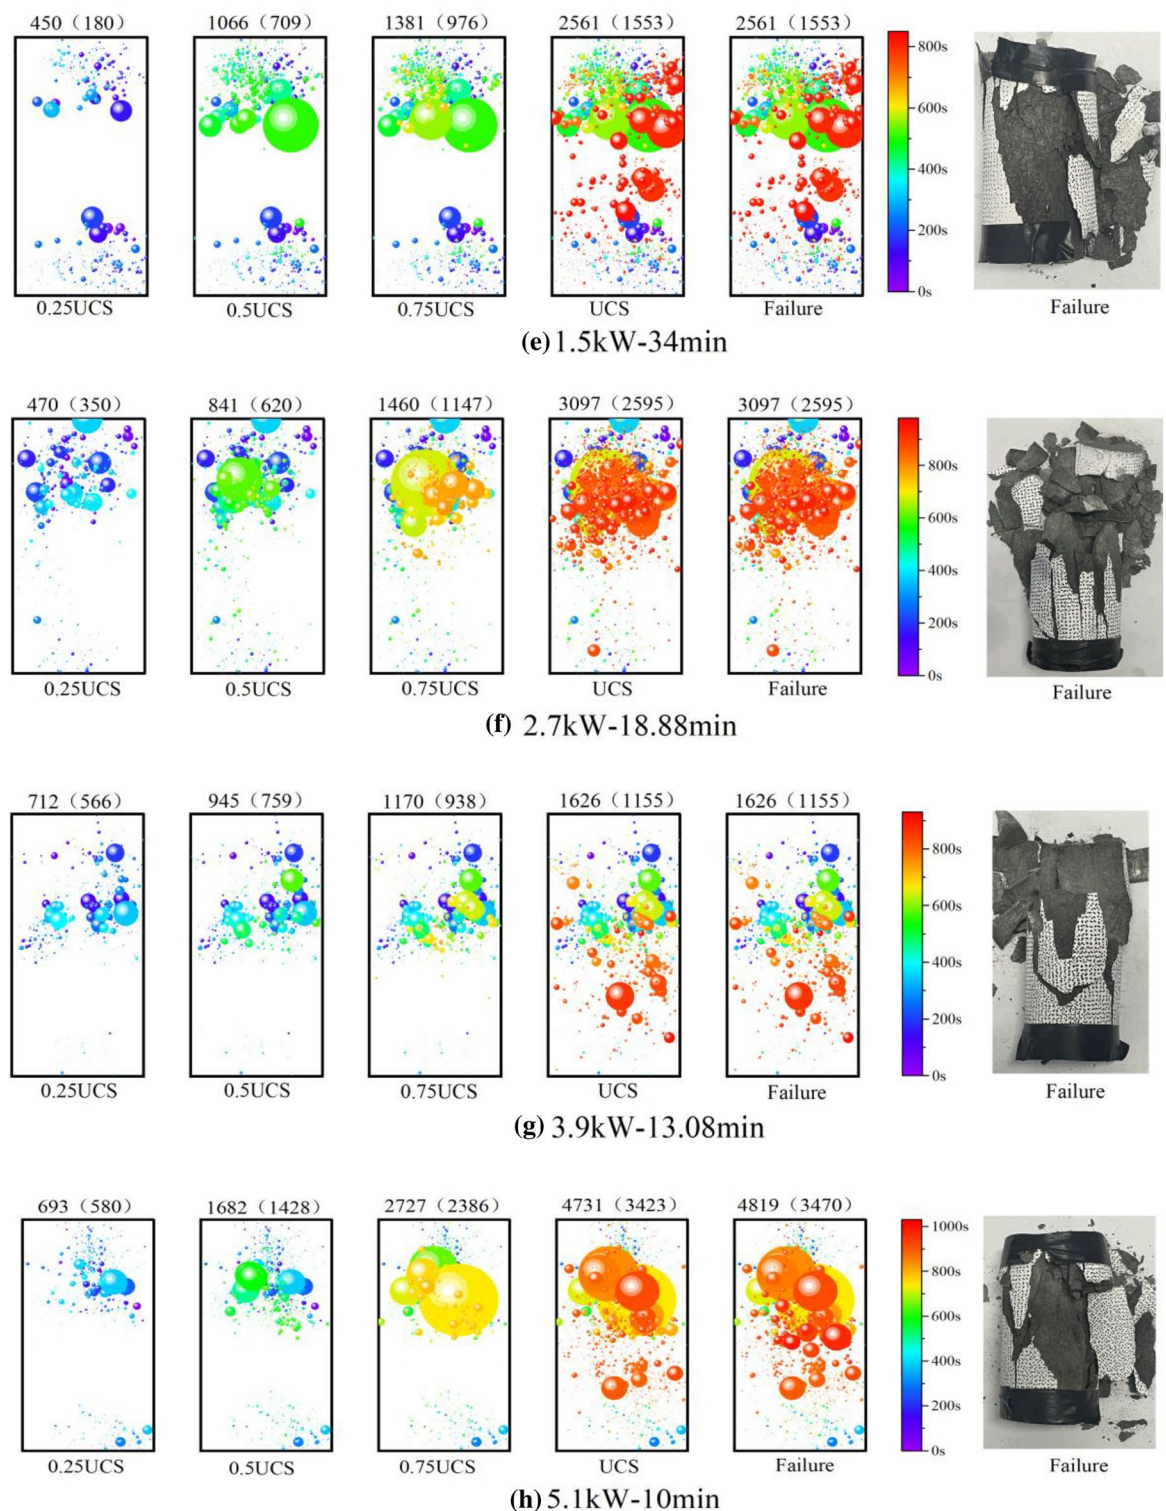 450（180） 1066（709） 1381（976） 2561（1553） 2561（1553）
800s
600s
400s
200s
0s
0.25UCS 0.5UCS 0.75UCS UCS Failure Failure
(e) 1.5kW-34min
470（350） 841（620） 1460（1147） 3097（2595） 3097（2595）
800s
600s
400s
200s
0s
0.25UCS 0.5UCS 0.75UCS UCS Failure Failure
(f) 2.7kW-18.88min
712（566） 945（759） 1170（938） 1626（1155） 1626（1155）
800s
600s
400s
200s
0s
0.25UCS 0.5UCS 0.75UCS UCS Failure Failure
(g) 3.9kW-13.08min
693（580） 1682（1428） 2727（2386） 4731（3423） 4819（3470）
1000s
800s
600s
400s
200s
0s
0.25UCS 0.5UCS 0.75UCS UCS Failure Failure
(h) 5.1kW-10min